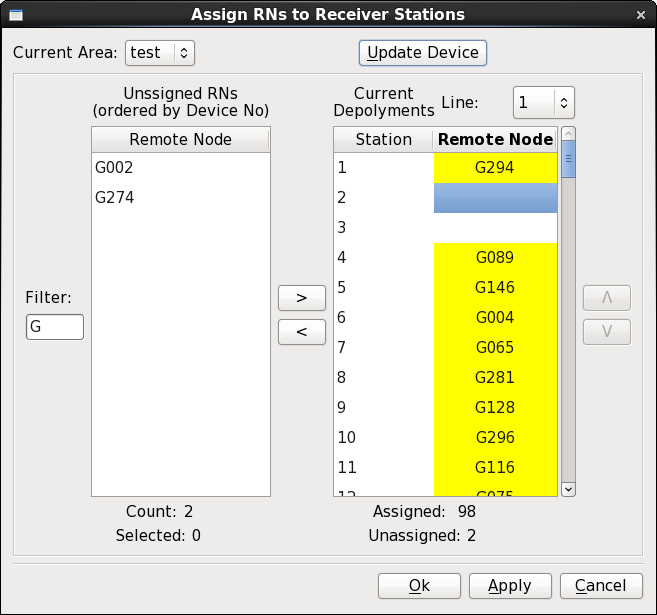 Assign RNs to Receiver Stations
Current Area: test
Update Device
Unssigned RNs
(ordered by Device No)
Current
Depolyments
Line: 1
Remote Node
G002
G274
Station Remote Node
1 G294
2
3
4 G089
5 G146
6 G004
7 G065
8 G281
9 G128
10 G296
11 G116
12 G075
Filter:
G
>
<
Λ
V
Count: 2
Selected: 0
Assigned: 98
Unassigned: 2
Ok Apply Cancel